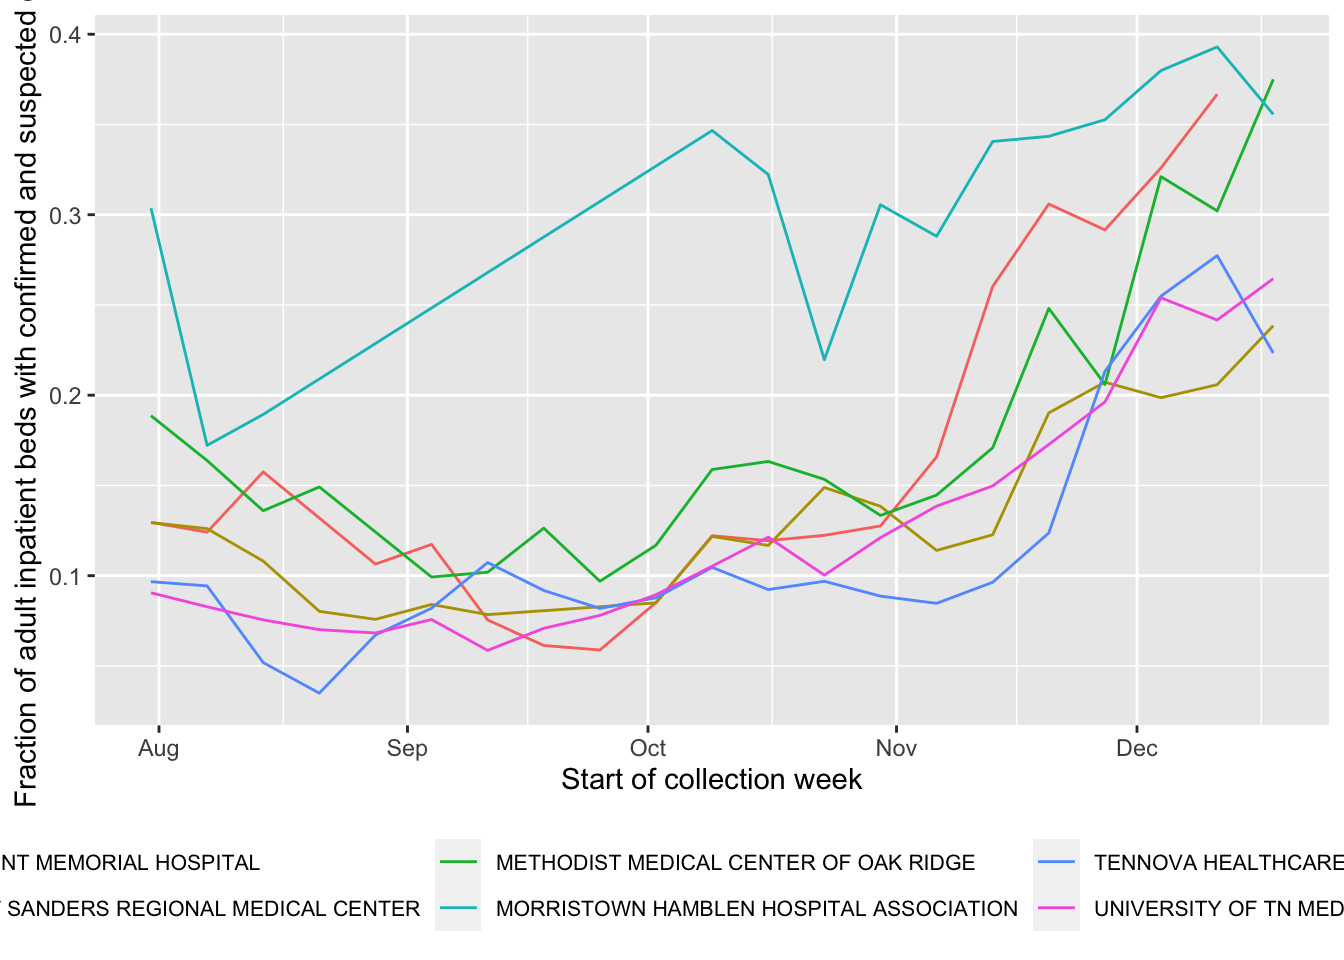 Fraction of adult inpatient beds with confirmed and suspected
0.4
0.3
0.2
0.1
Aug Sep Oct Nov Dec
Start of collection week
NT MEMORIAL HOSPITAL METHODIST MEDICAL CENTER OF OAK RIDGE TENNOVA HEALTHCARE
SANDERS REGIONAL MEDICAL CENTER MORRISTOWN HAMBLEN HOSPITAL ASSOCIATION UNIVERSITY OF TN MED